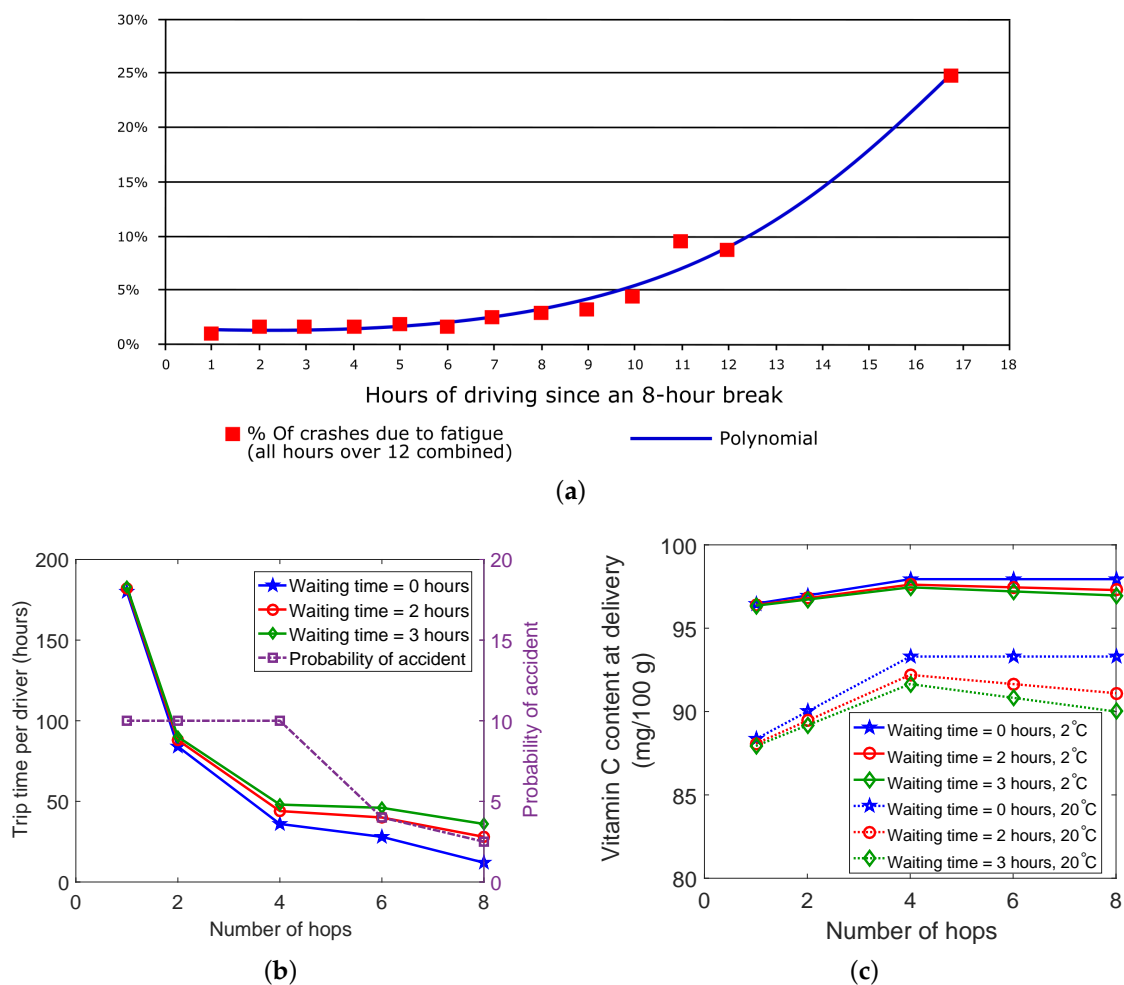 30%
25%
20%
15%
10%
5%
0%
0 1 2 3 4 5 6 7 8 9 10 11 12 13 14 15 16 17 18
Hours of driving since an 8-hour break
% Of crashes due to fatigue
(all hours over 12 combined)
Polynomial
(a)
Trip time per driver (hours)
200
150
100
50
0
Waiting time = 0 hours
Waiting time = 2 hours
Waiting time = 3 hours
Probability of accident
20
15
10
5
0
Probability of accident
0 2 4 6 8
Number of hops
(b)
Vitamin C content at delivery
(mg/100 g)
100
95
90
85
80
Waiting time = 0 hours, 2°C
Waiting time = 2 hours, 2°C
Waiting time = 3 hours, 2°C
Waiting time = 0 hours, 20°C
Waiting time = 2 hours, 20°C
Waiting time = 3 hours, 20°C
0 2 4 6 8
Number of hops
(c)